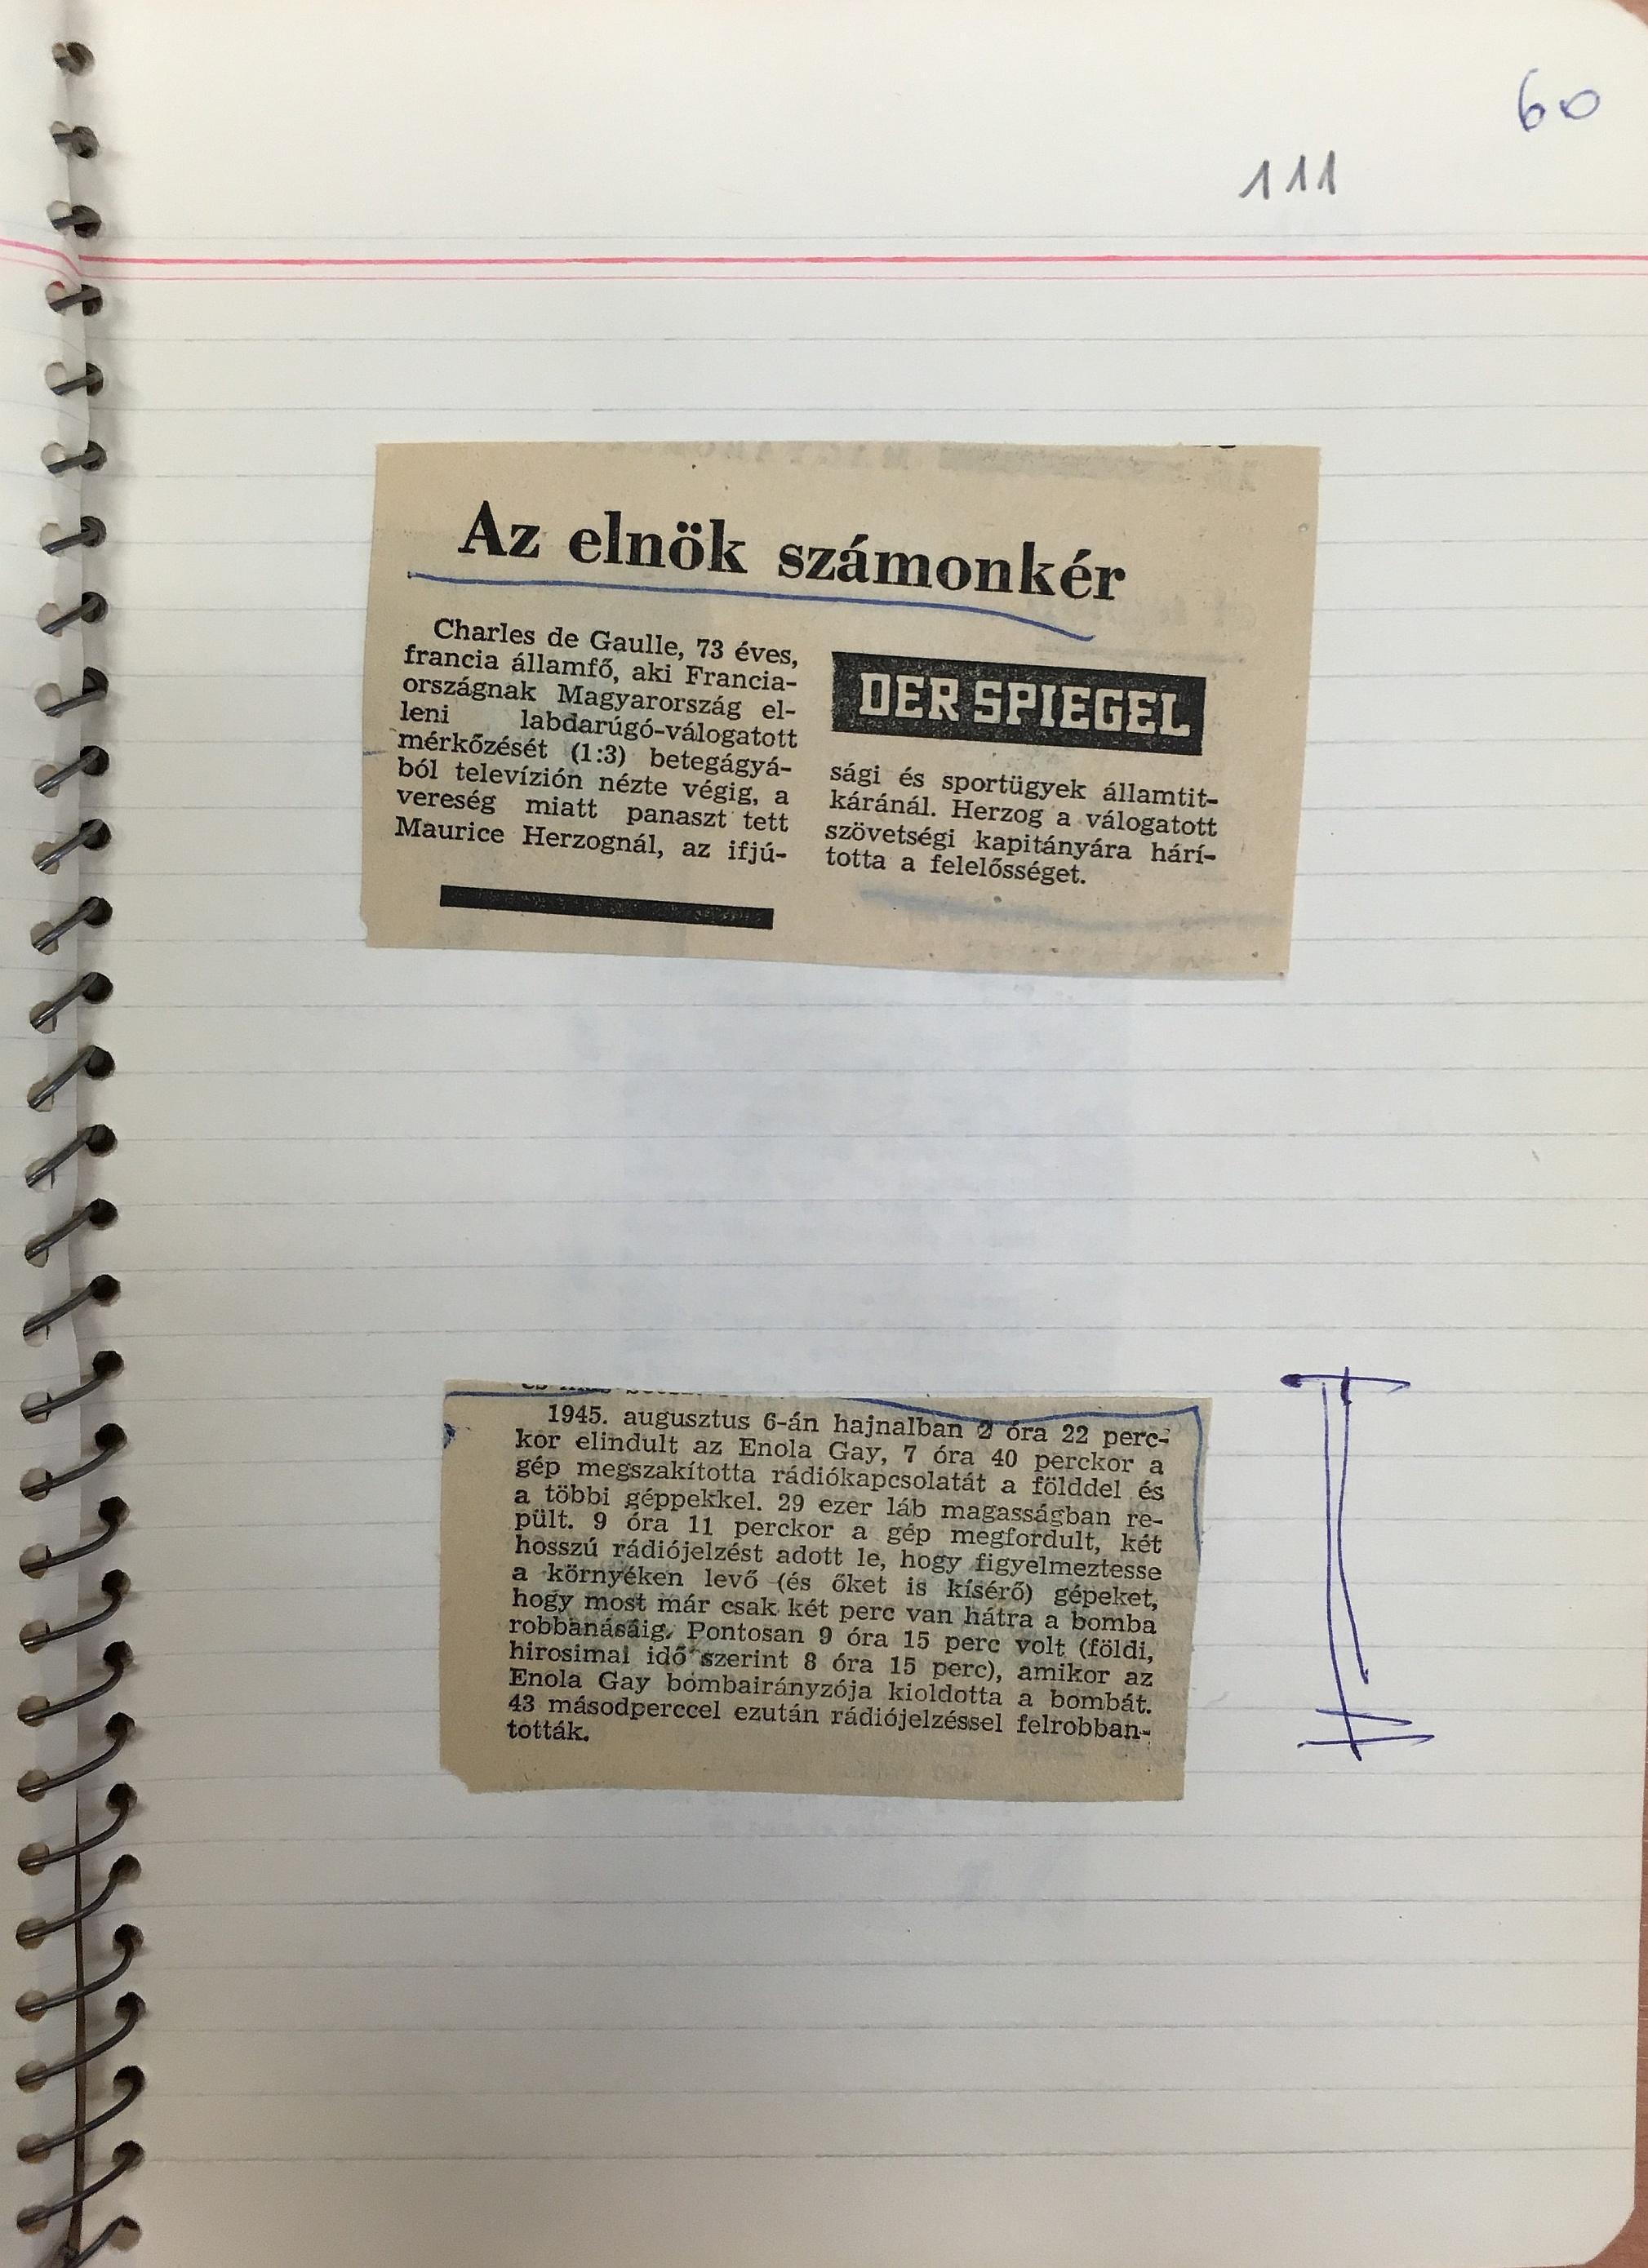 60
111
Az elnök számonkér
Charles de Gaulle, 73 éves,
francia államfő, aki Francia-
országnak Magyarország el-
leni labdarúgó-válogatott
mérkőzését (1:3) betegágyá-
ból televízión nézte végig, a
vereség miatt panaszt tett
Maurice Herzognál, az ifjú-
DER SPIEGEL
sági és sportügyek államtit-
káránál. Herzog a válogatott
szövetségi kapitányára hárí-
totta a felelősséget.
1945. augusztus 6-án hajnalban 2 óra 22 perc-
kor elindult az Enola Gay, 7 óra 40 perckor a
gép megszakította rádiókapcsolatát a földdel és
a többi géppekkel. 29 ezer láb magasságban re-
pült. 9 óra 11 perckor a gép megfordult, két
hosszú rádiójelzést adott le, hogy figyelmeztesse
a környéken levő (és őket is kísérő) gépeket,
hogy most már csak két perc van hátra a bomba
robbanásáig. Pontosan 9 óra 15 perc volt (földi,
hirosimai idő szerint 8 óra 15 perc), amikor az
Enola Gay bombairányzója kioldotta a bombát.
43 másodperccel ezután rádiójelzéssel felrobban-
tották.